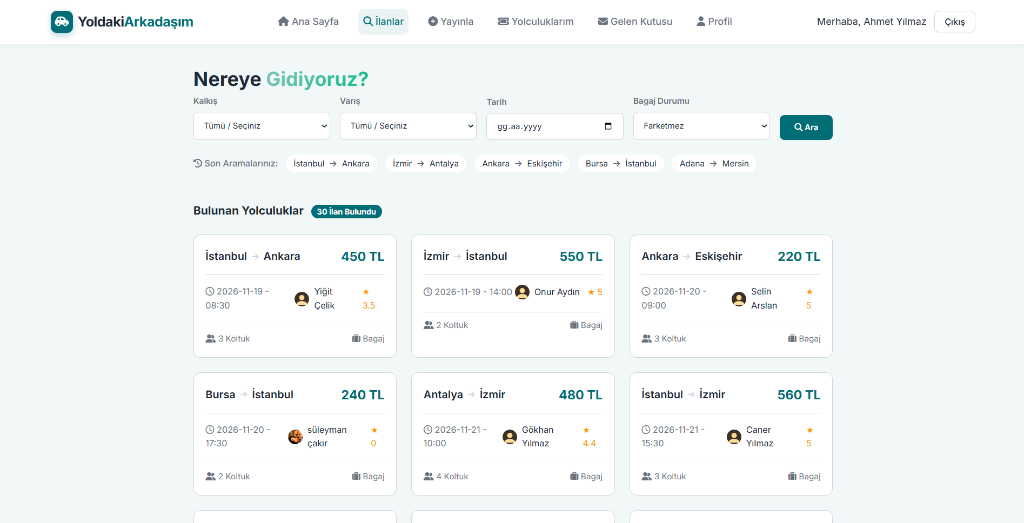 YoldakiArkadaşım
Ana Sayfa İlanlar Yayınla Yolculuklarım Gelen Kutusu Profil
Merhaba, Ahmet Yılmaz Çıkış
Nereye Gidiyoruz?
Kalkış Varış Tarih Bagaj Durumu
Tümü / Seçiniz Tümü / Seçiniz gg.aa.yyyy Farketmez Ara
Son Aramalarınız: İstanbul → Ankara İzmir → Antalya Ankara → Eskişehir Bursa → İstanbul Adana → Mersin
Bulunan Yolculuklar 30 İlan Bulundu
İstanbul → Ankara 450 TL
2026-11-19 - 08:30 Yiğit Çelik ★ 3.5
3 Koltuk Bagaj
İzmir → İstanbul 550 TL
2026-11-19 - 14:00 Onur Aydın ★ 5
2 Koltuk Bagaj
Ankara → Eskişehir 220 TL
2026-11-20 - 09:00 Selin Arslan ★ 5
3 Koltuk Bagaj
Bursa → İstanbul 240 TL
2026-11-20 - 17:30 süleyman çakır ★ 0
2 Koltuk Bagaj
Antalya → İzmir 480 TL
2026-11-21 - 10:00 Gökhan Yılmaz ★ 4.4
4 Koltuk Bagaj
İstanbul → İzmir 560 TL
2026-11-21 - 15:30 Caner Yılmaz ★ 5
3 Koltuk Bagaj